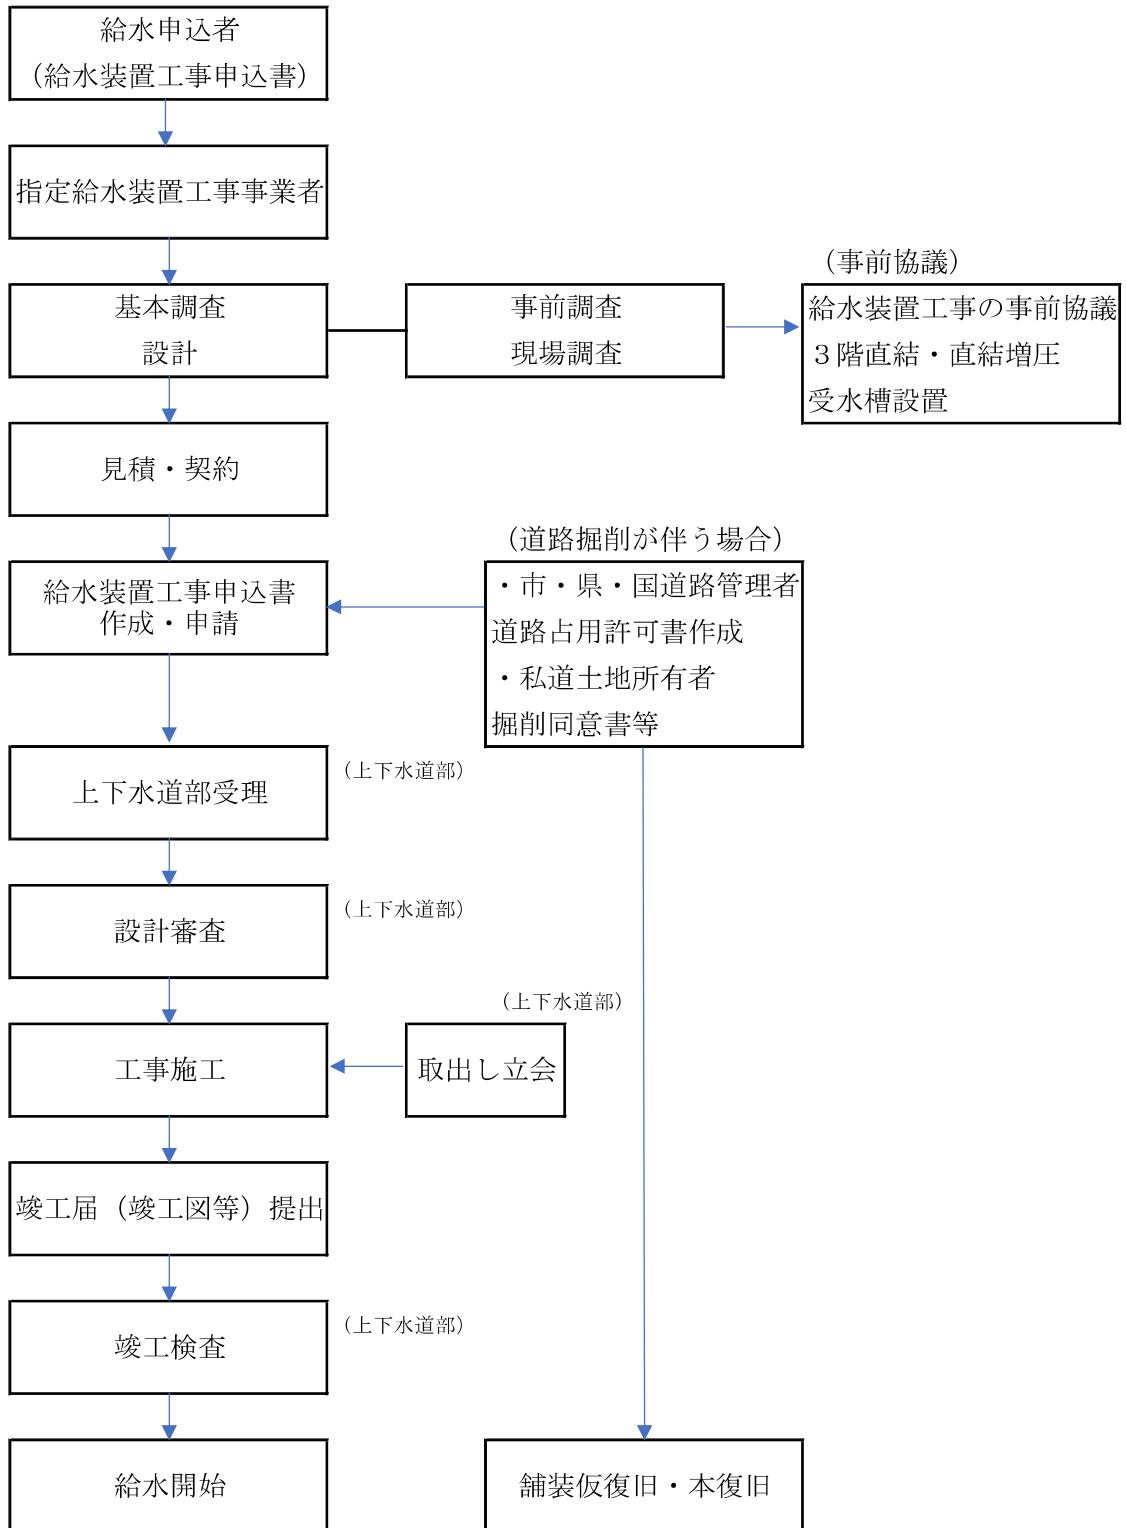 給水申込者
（給水装置工事申込書）
指定給水装置工事事業者
基本調査
設計
事前調査
現場調査
（事前協議）
給水装置工事の事前協議
３階直結・直結増圧
受水槽設置
見積・契約
給水装置工事申込書
作成・申請
（道路掘削が伴う場合）
・市・県・国道路管理者
道路占用許可書作成
・私道土地所有者
掘削同意書等
上下水道部受理
（上下水道部）
設計審査
（上下水道部）
工事施工
（上下水道部）
取出し立会
竣工届（竣工図等）提出
竣工検査
（上下水道部）
給水開始
舗装仮復旧・本復旧